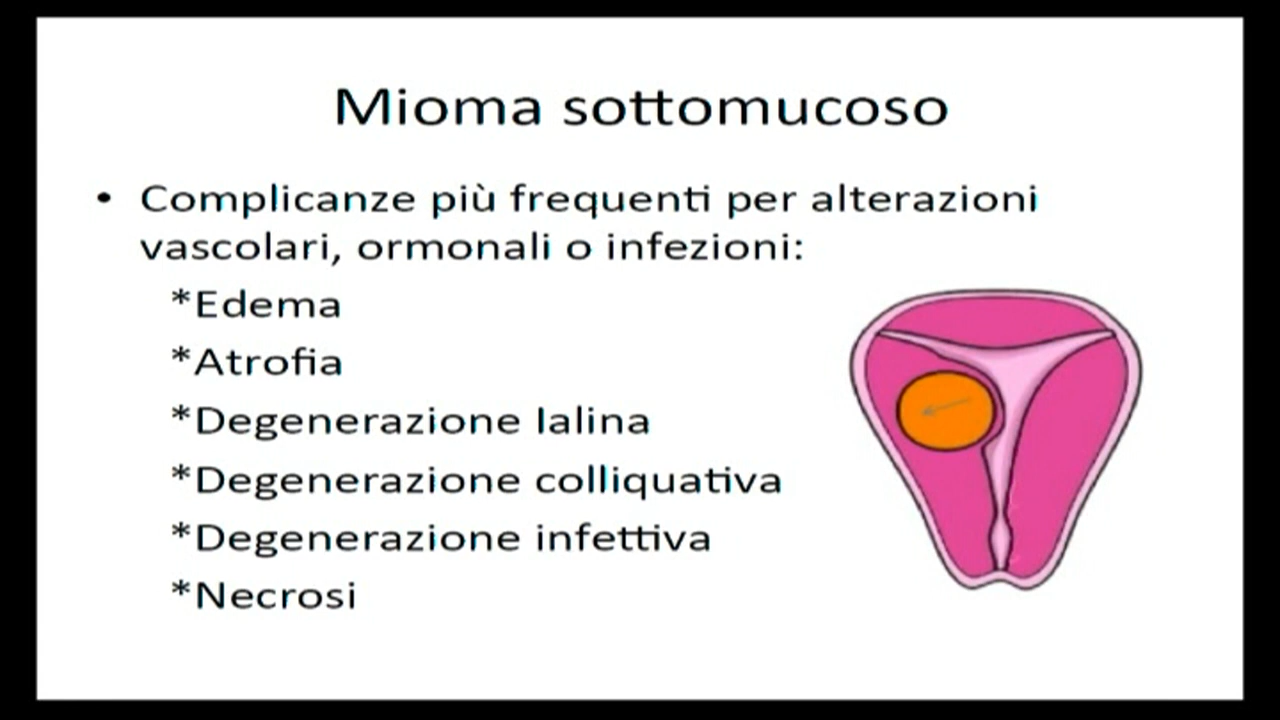 Mioma sottomucoso
• Complicanze più frequenti per alterazioni
vascolari, ormonali o infezioni:
*Edema
*Atrofia
*Degenerazione Ialina
*Degenerazione colliquativa
*Degenerazione infettiva
*Necrosi